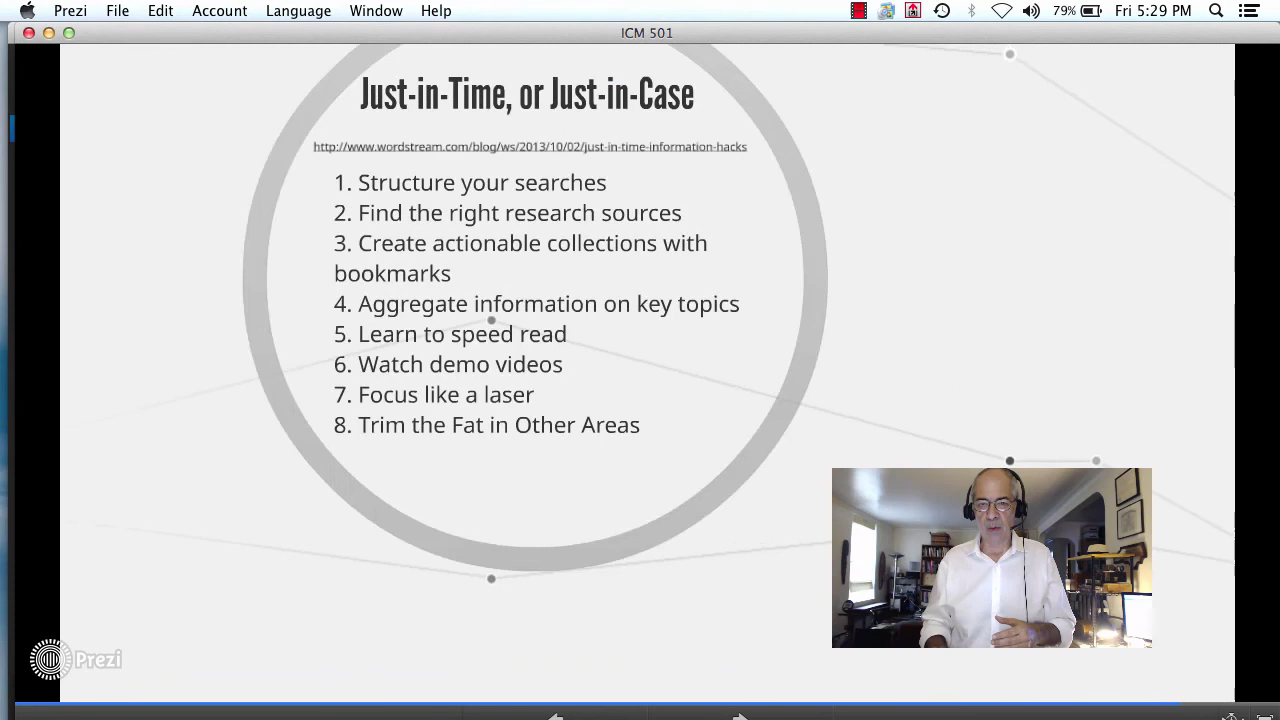 Prezi File Edit Account Language Window Help 79% Fri 5:29 PM
ICM 501
Just-in-Time, or Just-in-Case
http://www.wordstream.com/blog/ws/2013/10/02/just-in-time-information-hacks
1. Structure your searches
2. Find the right research sources
3. Create actionable collections with
bookmarks
4. Aggregate information on key topics
5. Learn to speed read
6. Watch demo videos
7. Focus like a laser
8. Trim the Fat in Other Areas
Prezi